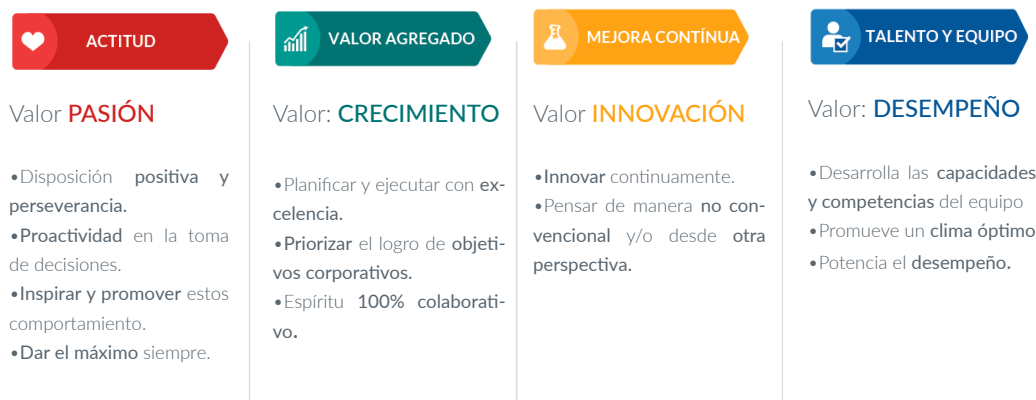 ACTITUD
Valor PASIÓN
•Disposición positiva y
perseverancia.
•Proactividad en la toma
de decisiones.
•Inspirar y promover estos
comportamiento.
•Dar el máximo siempre.
VALOR AGREGADO
Valor: CRECIMIENTO
•Planificar y ejecutar con ex-
celencia.
•Priorizar el logro de objeti-
vos corporativos.
•Espíritu 100% colaborati-
vo.
MEJORA CONTÍNUA
Valor INNOVACIÓN
•Innovar continuamente.
•Pensar de manera no con-
vencional y/o desde otra
perspectiva.
TALENTO Y EQUIPO
Valor: DESEMPEÑO
•Desarrolla las capacidades
y competencias del equipo
•Promueve un clima óptimo
•Potencia el desempeño.